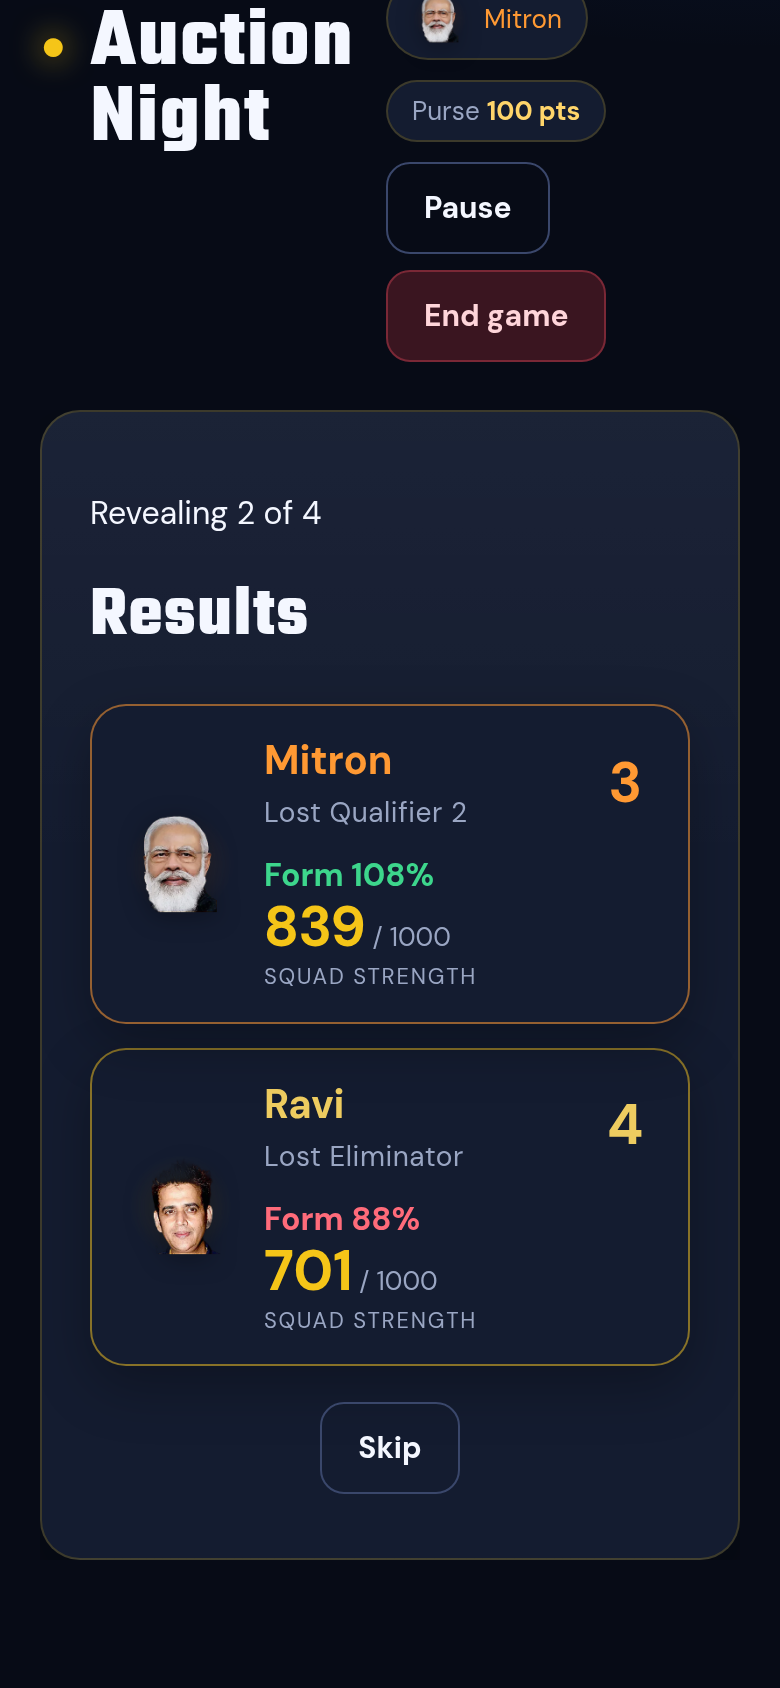 Auction
Night
Mitron
Purse 100 pts
Pause
End game
Revealing 2 of 4
Results
Mitron
3
Lost Qualifier 2
Form 108%
839 / 1000
SQUAD STRENGTH
Ravi
4
Lost Eliminator
Form 88%
701 / 1000
SQUAD STRENGTH
Skip